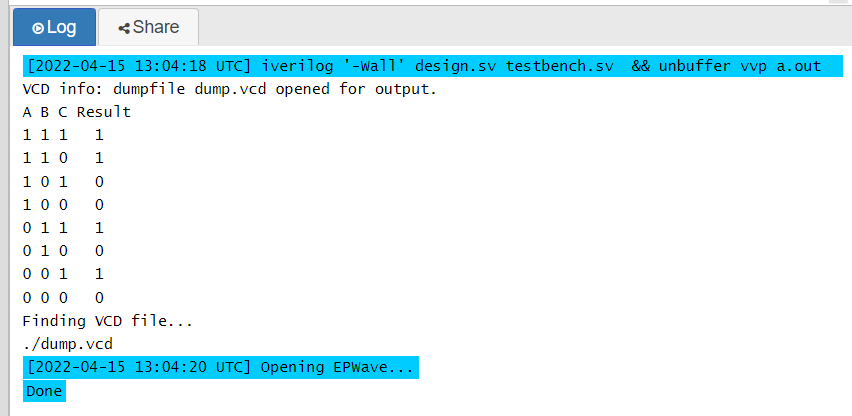 Log Share
[2022-04-15 13:04:18 UTC] iverilog '-Wall' design.sv testbench.sv  && unbuffer vvp a.out
VCD info: dumpfile dump.vcd opened for output.
A B C Result
1 1 1   1
1 1 0   1
1 0 1   0
1 0 0   0
0 1 1   1
0 1 0   0
0 0 1   1
0 0 0   0
Finding VCD file...
./dump.vcd
[2022-04-15 13:04:20 UTC] Opening EPWave...
Done